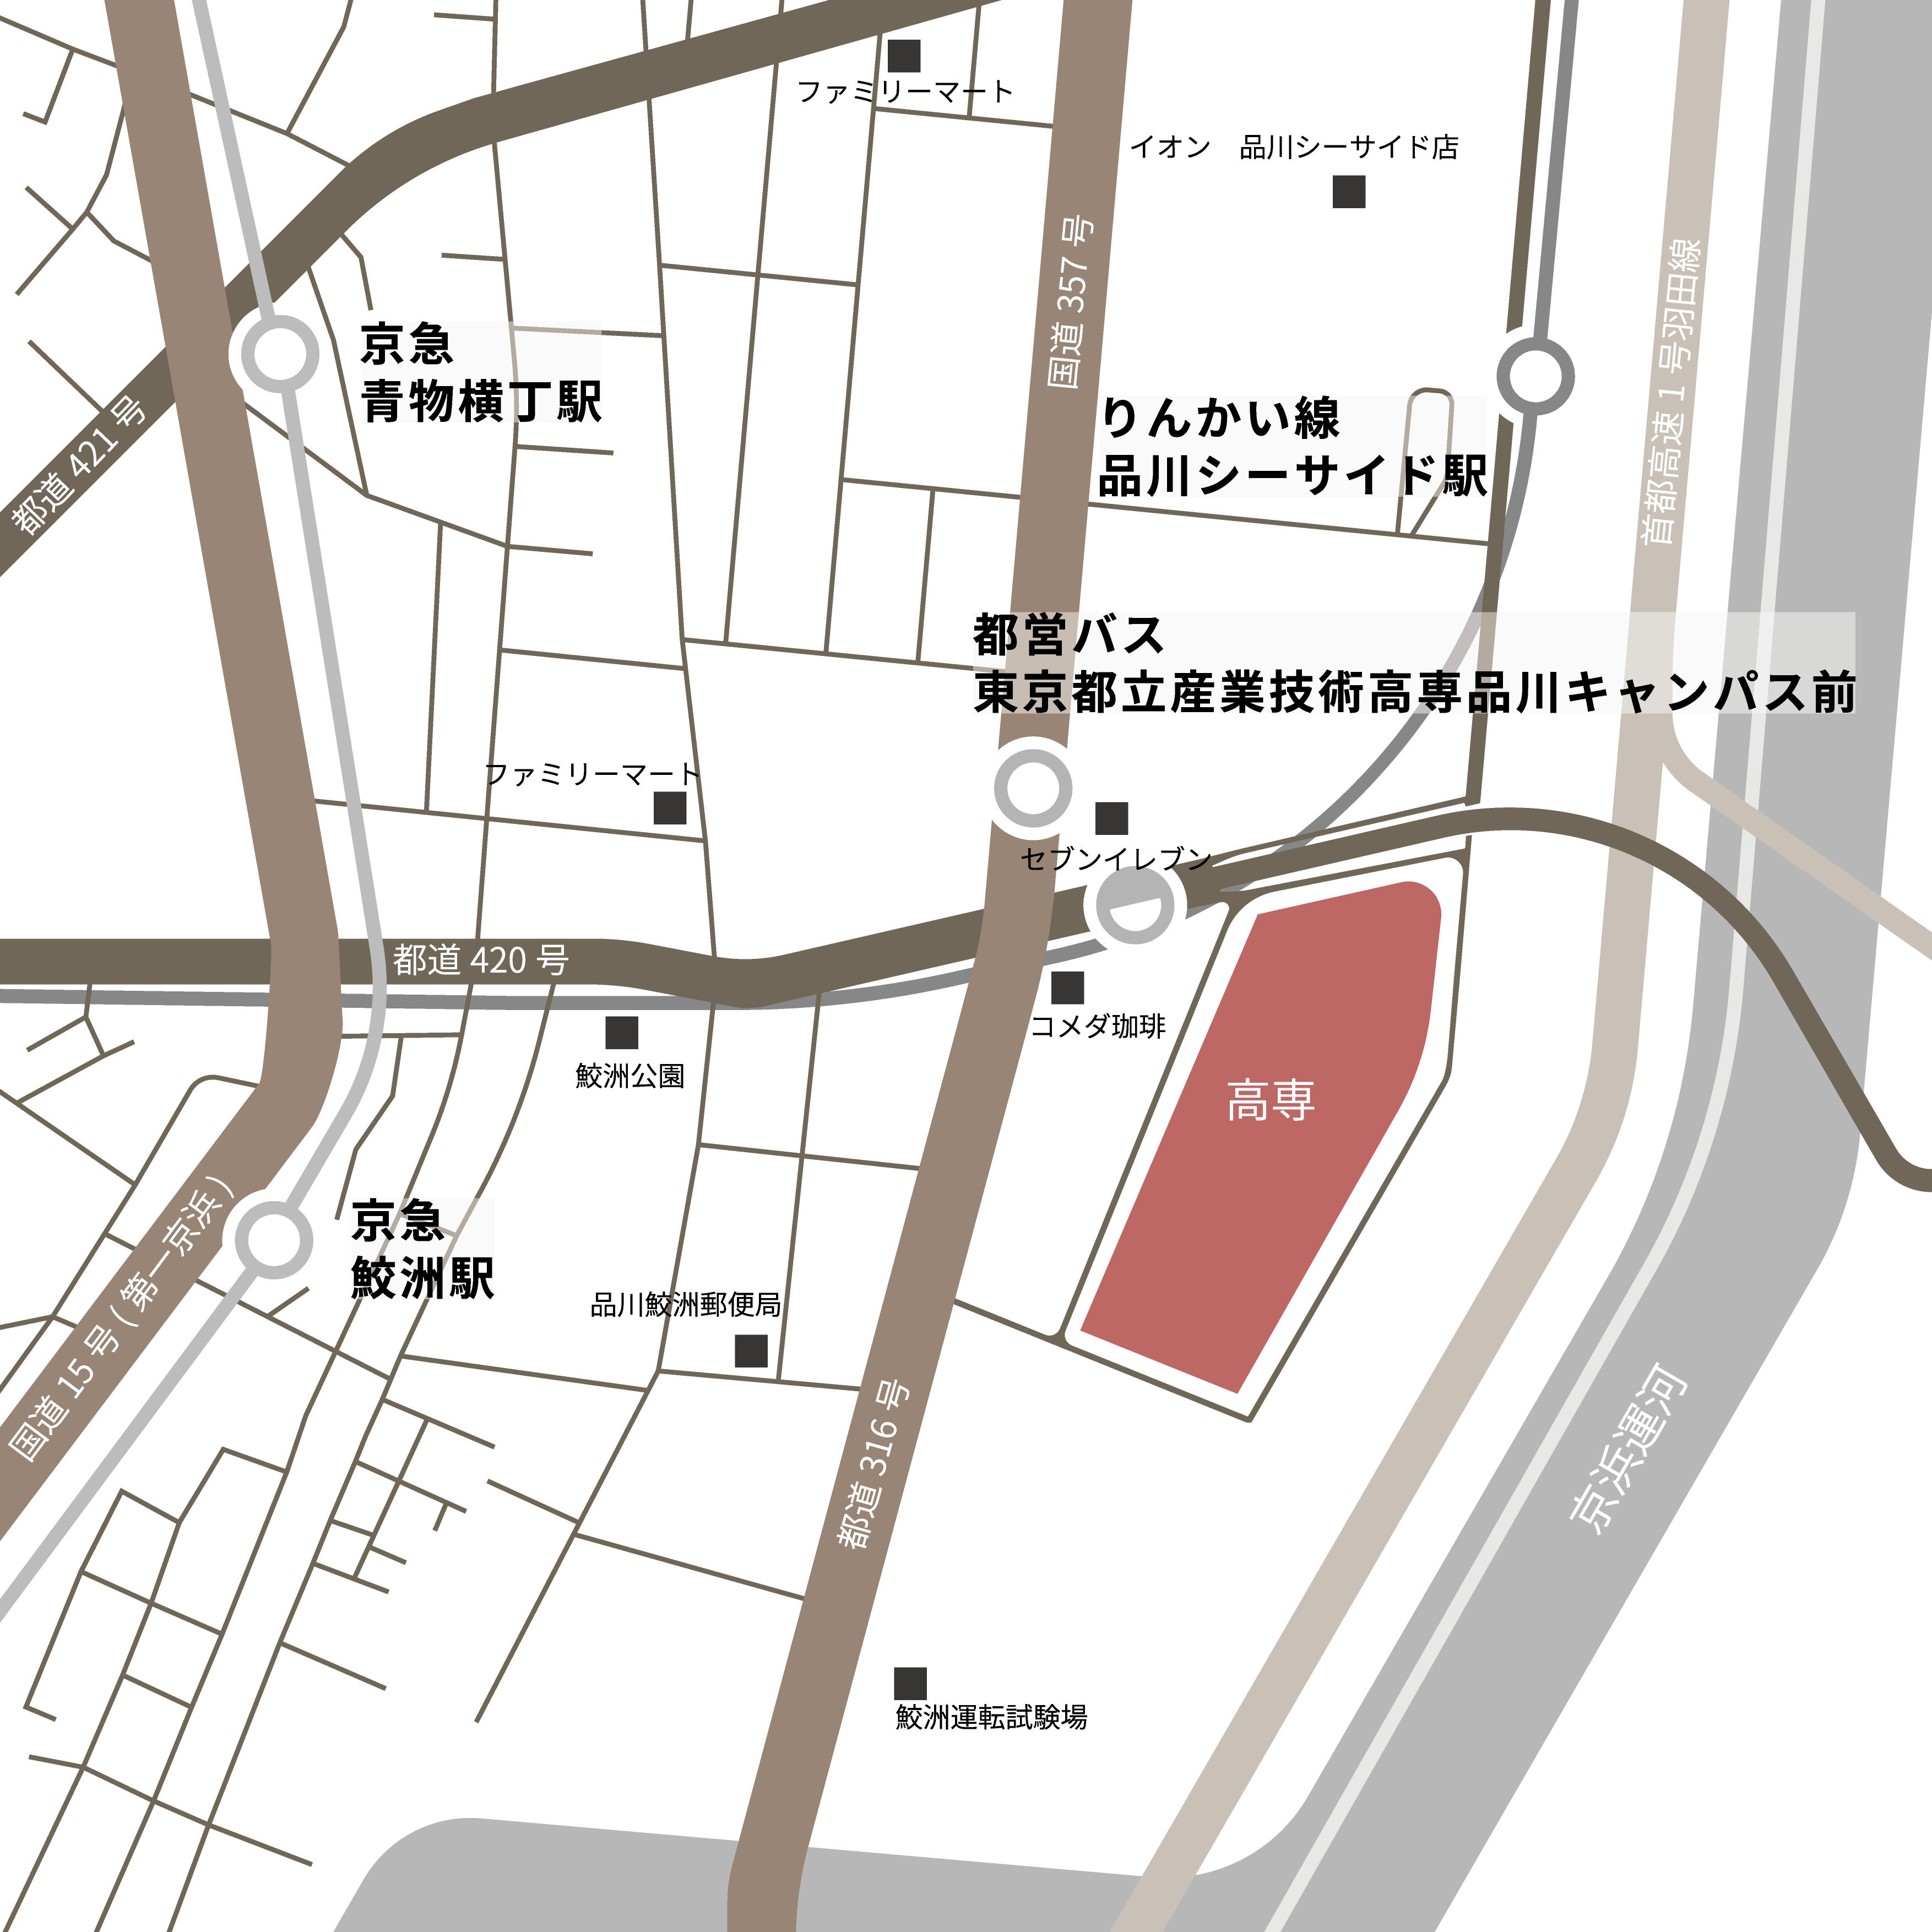 ファミリーマート
イオン　品川シーサイド店
国道 357 号
首都高速 1 号羽田線
京急
青物横丁駅
都道 421 号
りんかい線
品川シーサイド駅
都営バス
東京都立産業技術高専品川キャンパス前
ファミリーマート
セブンイレブン
都道 420 号
コメダ珈琲
鮫洲公園
高専
京急
鮫洲駅
国道 15 号（第一京浜）
品川鮫洲郵便局
都道 316 号
京浜運河
鮫洲運転試験場